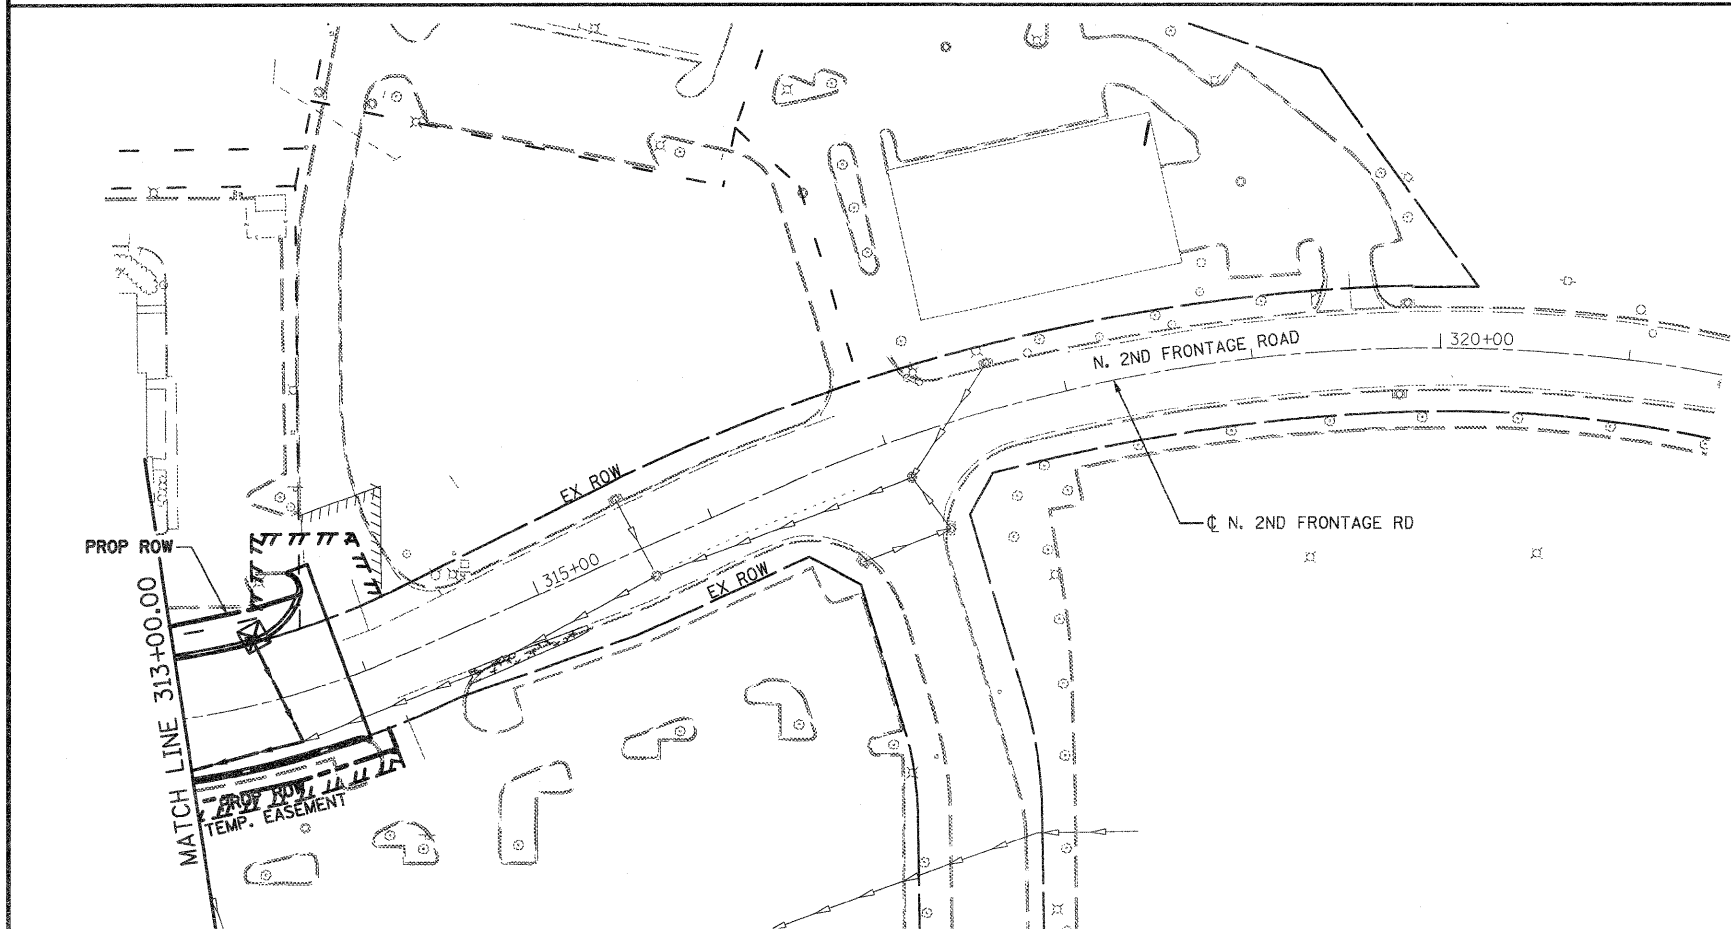 N. 2ND FRONTAGE ROAD
320+00
EX ROW
℄ N. 2ND FRONTAGE RD
PROP ROW
315+00
EX ROW
MATCH LINE 313+00.00
PROP ROW
TEMP. EASEMENT